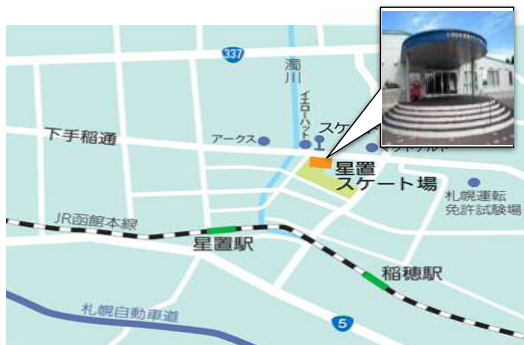 337
濁川
イエローハット
スケート
アークス
下手稲通
星置
スケート場
札幌運転
免許試験場
JR函館本線
星置駅
稲穂駅
札幌自動車道
5